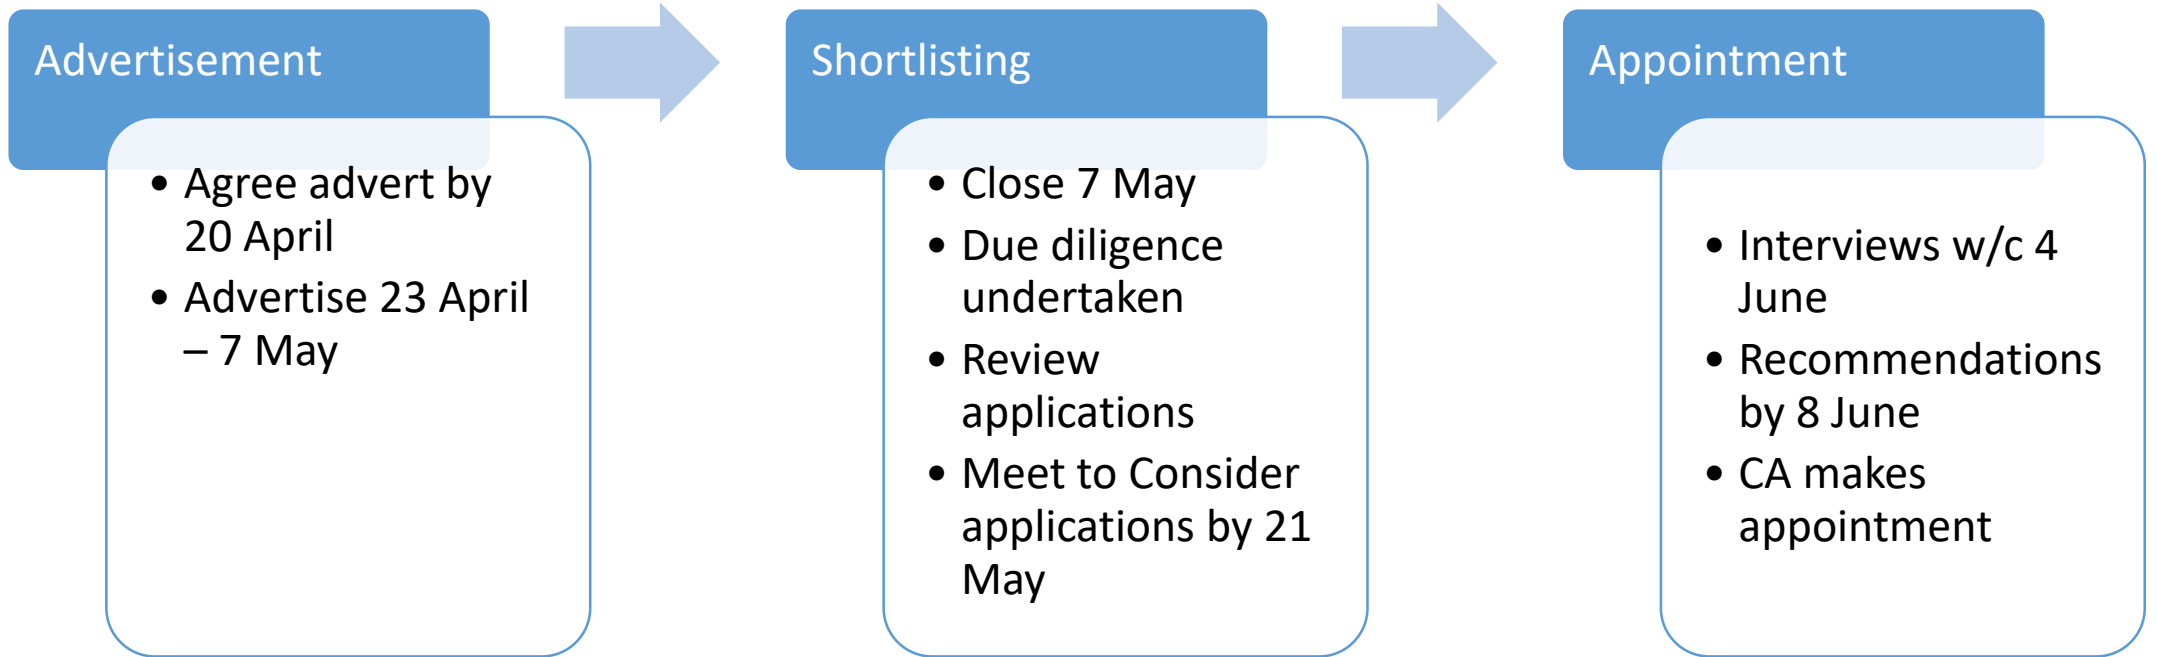 Advertisement
• Agree advert by
20 April
• Advertise 23 April
– 7 May
Shortlisting
• Close 7 May
• Due diligence
undertaken
• Review
applications
• Meet to Consider
applications by 21
May
Appointment
• Interviews w/c 4
June
• Recommendations
by 8 June
• CA makes
appointment